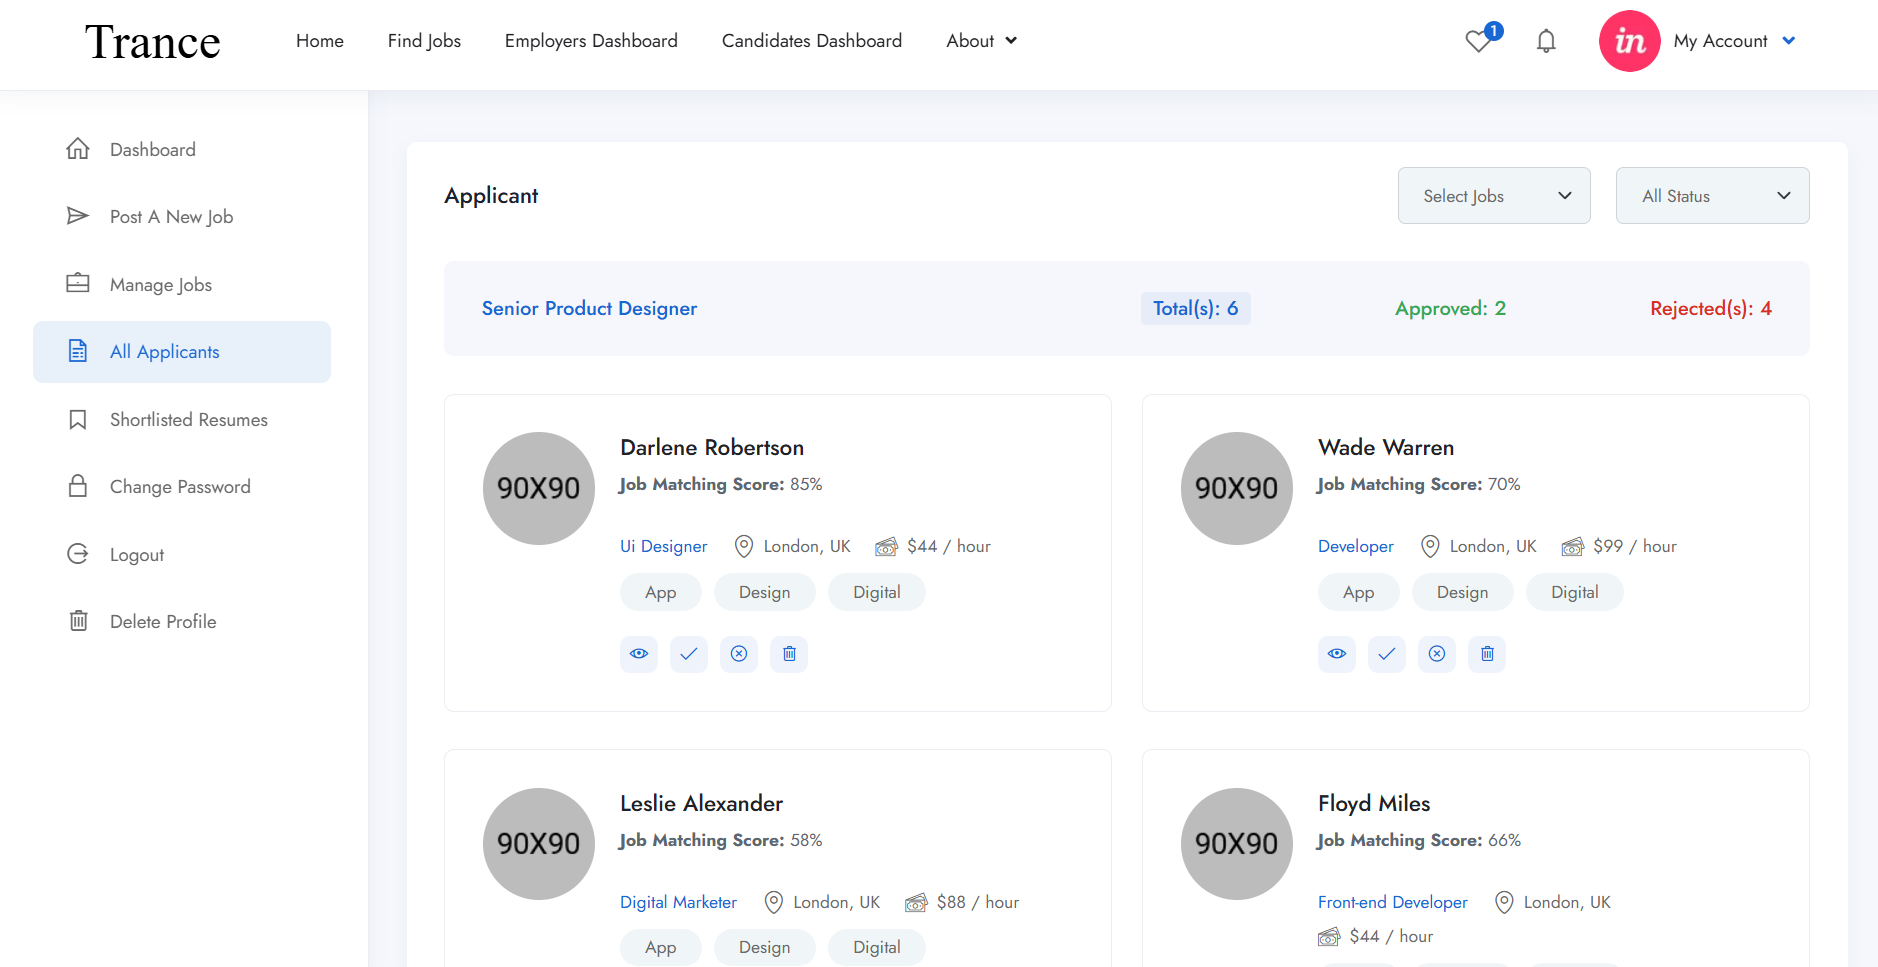 Trance
Home
Find Jobs
Employers Dashboard
Candidates Dashboard
About
1
in
My Account
Dashboard
Post A New Job
Manage Jobs
All Applicants
Shortlisted Resumes
Change Password
Logout
Delete Profile
Applicant
Select Jobs
All Status
Senior Product Designer
Total(s): 6
Approved: 2
Rejected(s): 4
90X90
Darlene Robertson
Job Matching Score: 85%
Ui Designer
London, UK
$44 / hour
App
Design
Digital
90X90
Wade Warren
Job Matching Score: 70%
Developer
London, UK
$99 / hour
App
Design
Digital
90X90
Leslie Alexander
Job Matching Score: 58%
Digital Marketer
London, UK
$88 / hour
App
Design
Digital
90X90
Floyd Miles
Job Matching Score: 66%
Front-end Developer
London, UK
$44 / hour